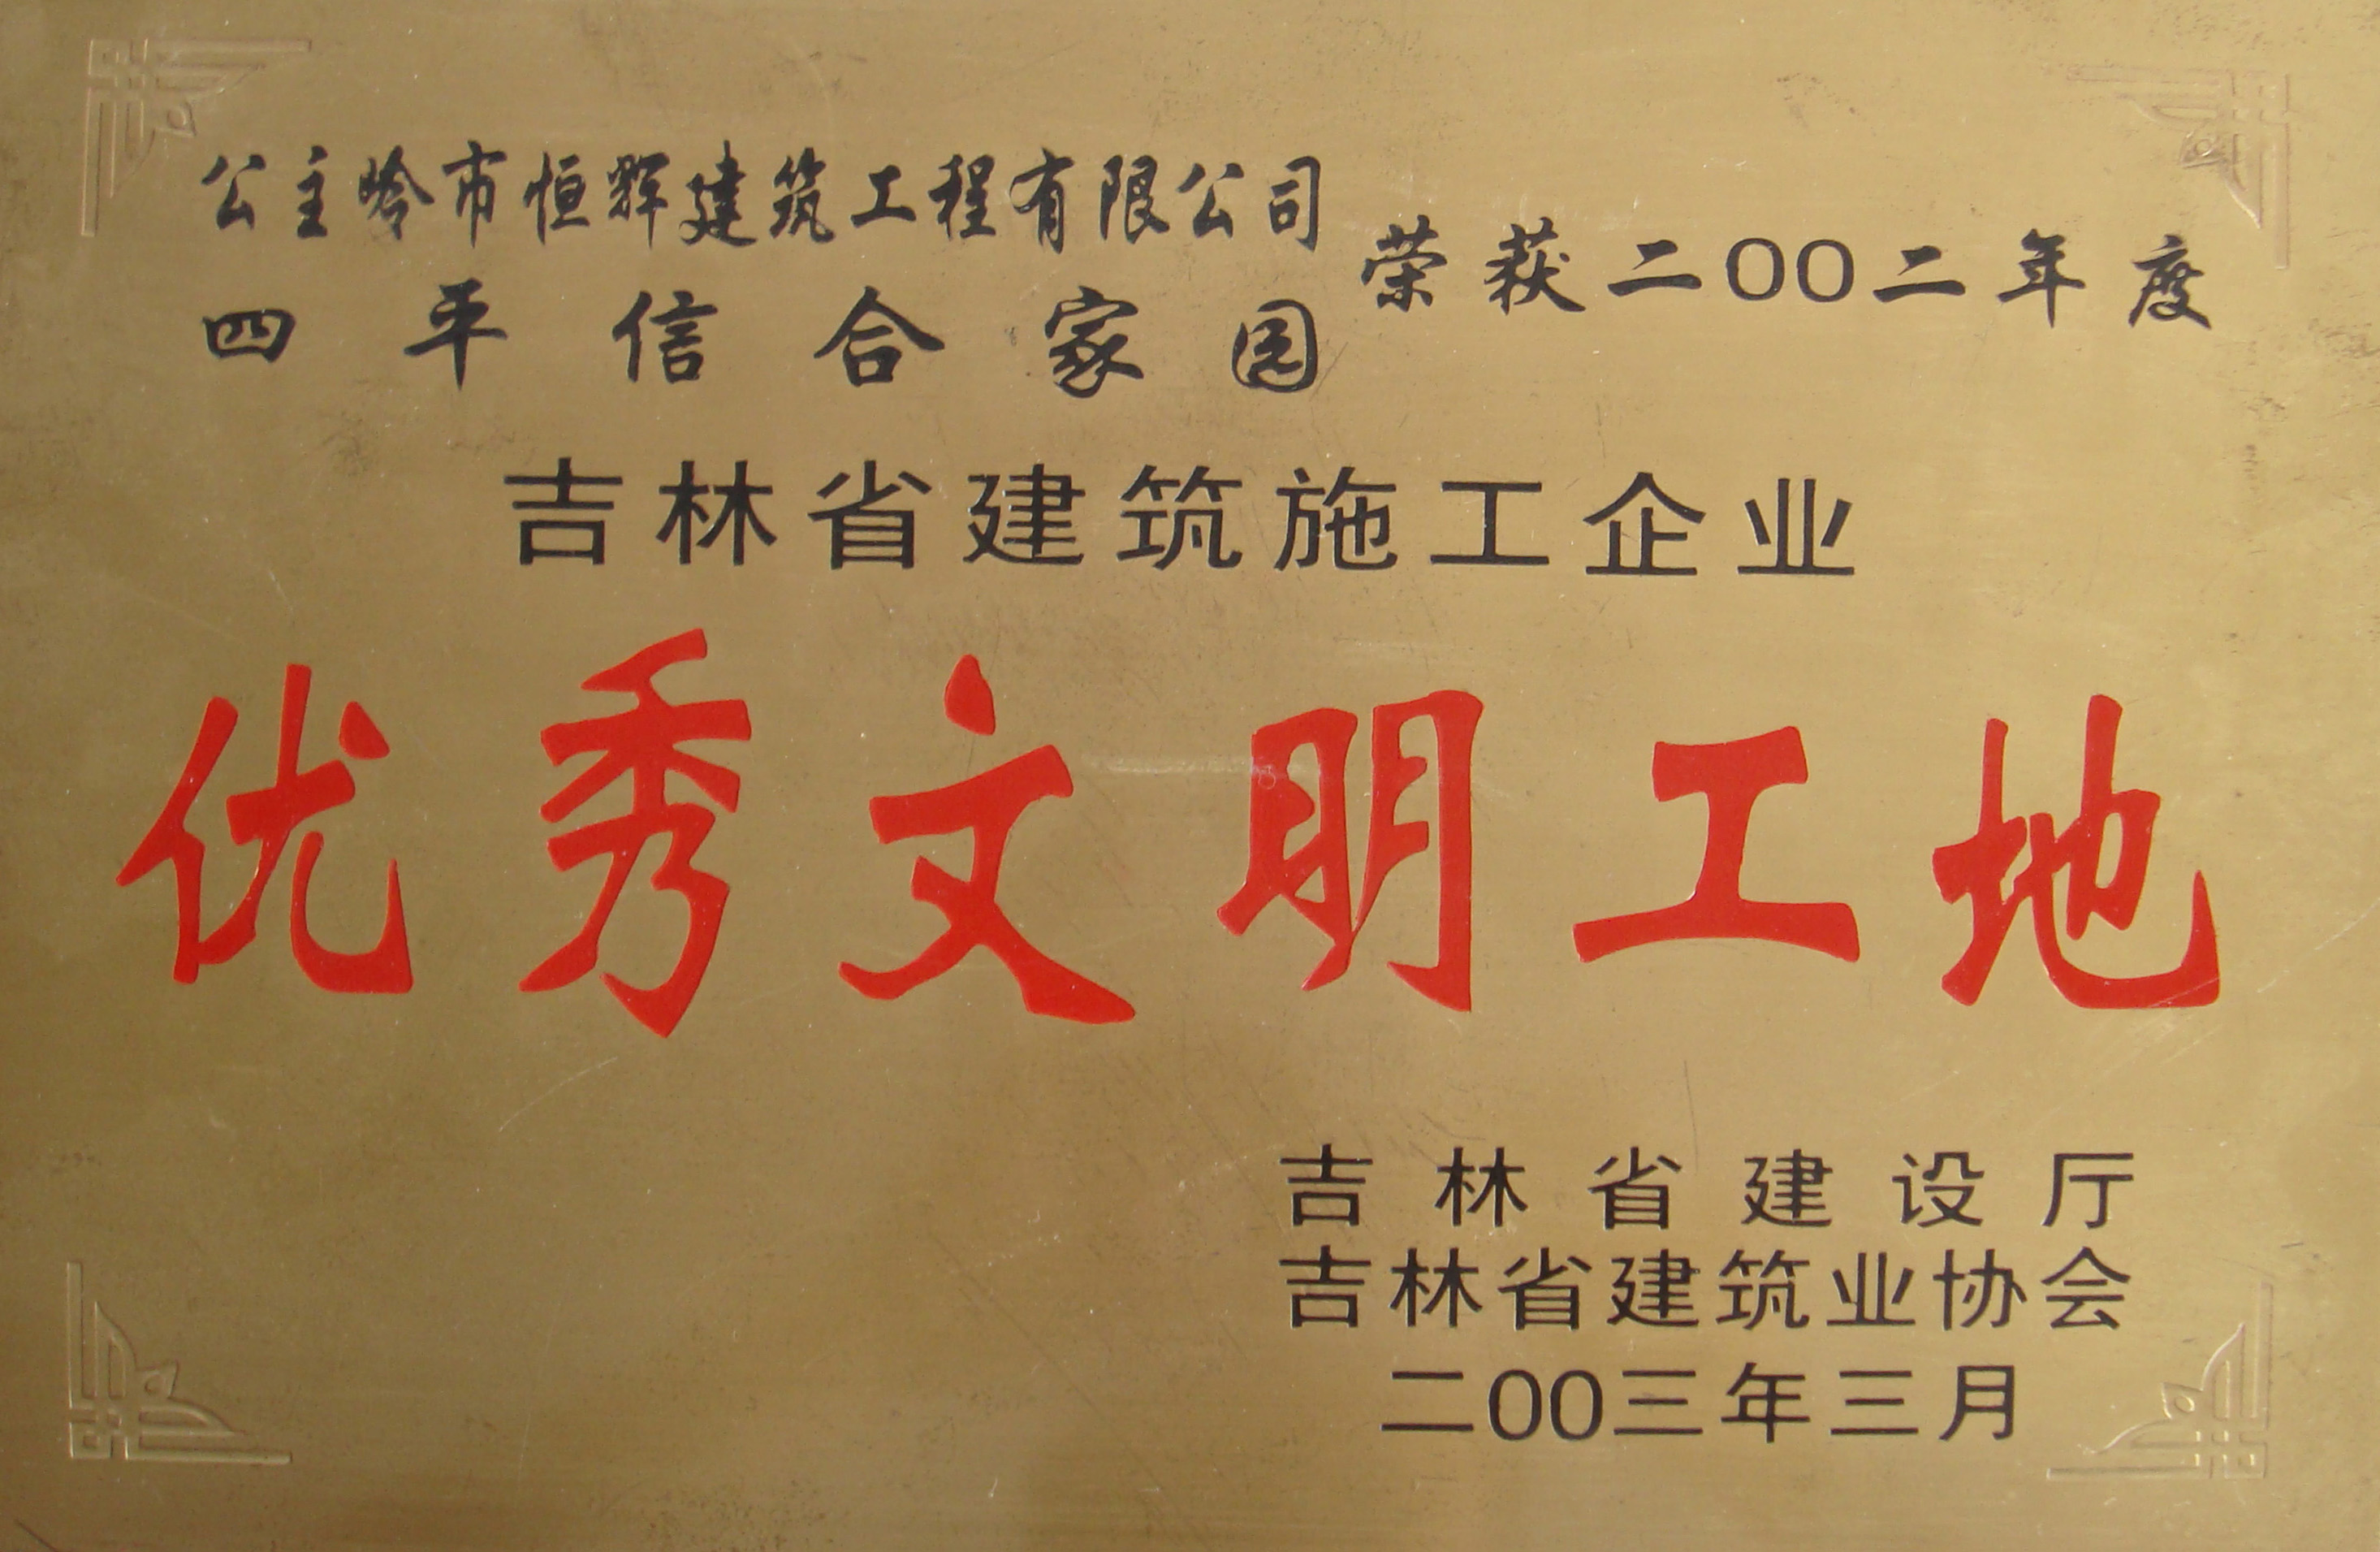 公主岭市恒辉建筑工程有限公司
四平信合家园
荣获二00二年度
吉林省建筑施工企业
优秀文明工地
吉林省建设厅
吉林省建筑业协会
二00三年三月